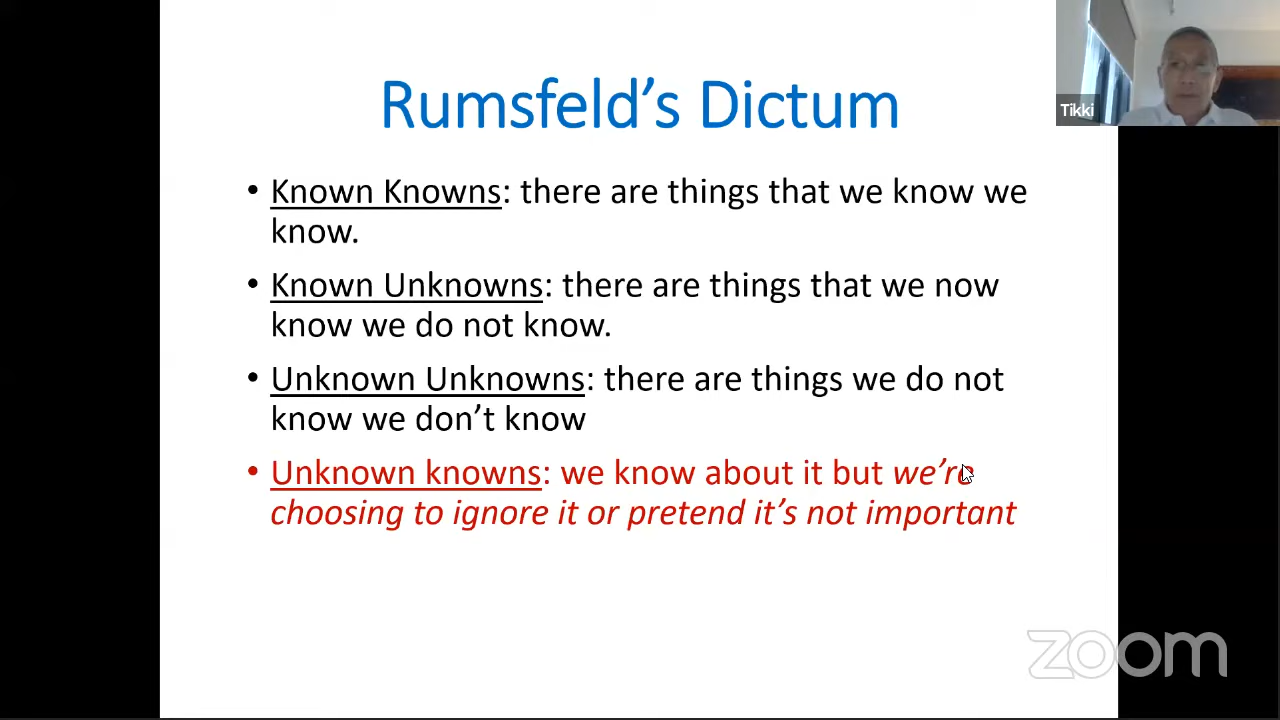 Rumsfeld's Dictum
Tikki
• Known Knowns: there are things that we know we
know.
• Known Unknowns: there are things that we now
know we do not know.
• Unknown Unknowns: there are things we do not
know we don't know
• Unknown knowns: we know about it but we're
choosing to ignore it or pretend it's not important
zoom